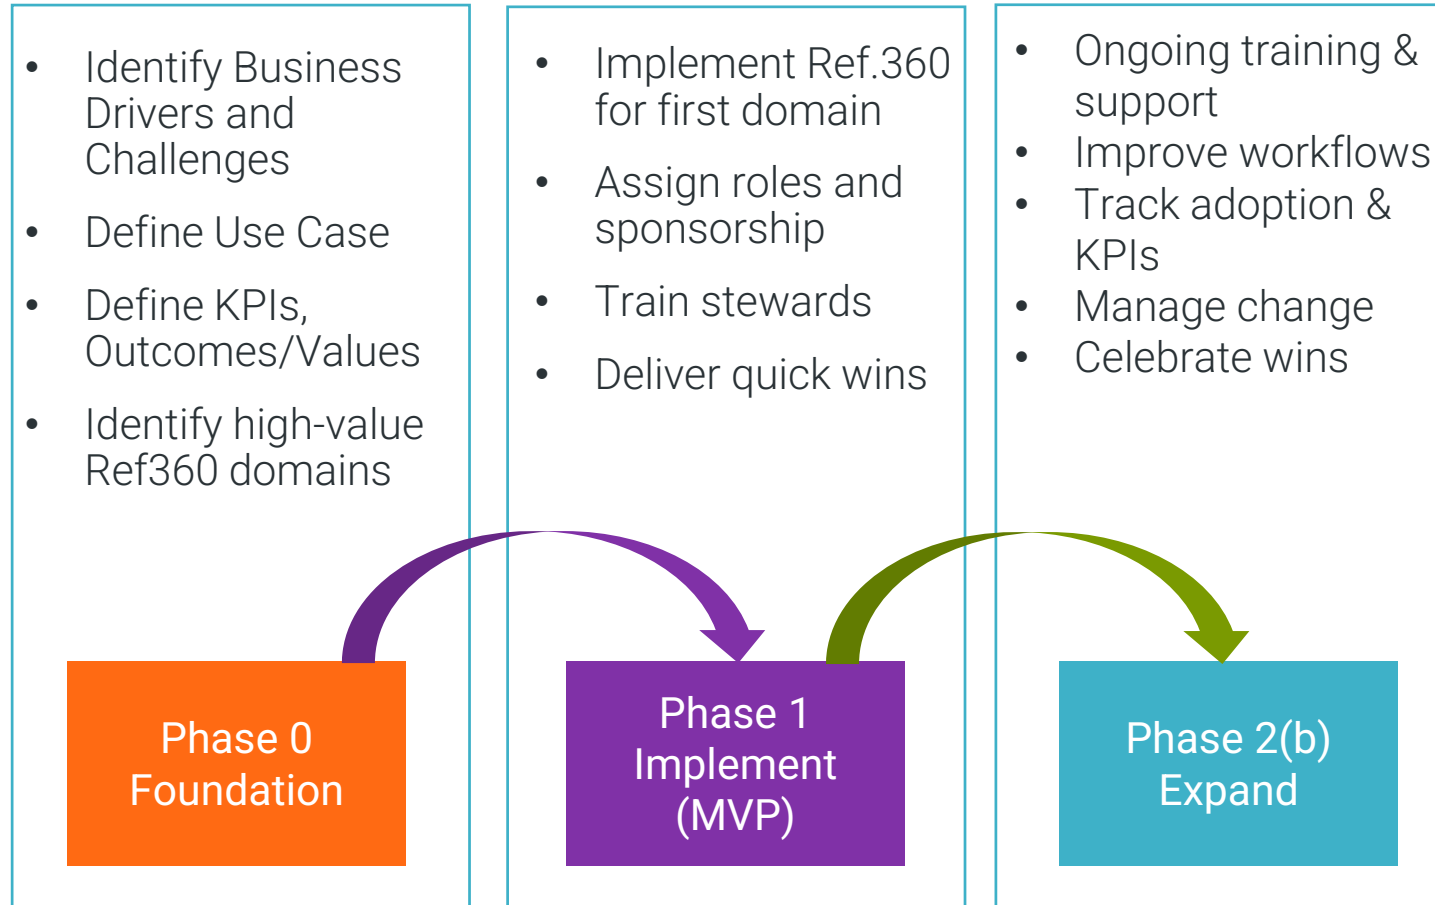 • Identify Business
Drivers and
Challenges
• Define Use Case
• Define KPIs,
Outcomes/Values
• Identify high-value
Ref360 domains
Phase 0
Foundation
• Implement Ref.360
for first domain
• Assign roles and
sponsorship
• Train stewards
• Deliver quick wins
Phase 1
Implement
(MVP)
• Ongoing training &
support
• Improve workflows
• Track adoption &
KPIs
• Manage change
• Celebrate wins
Phase 2(b)
Expand